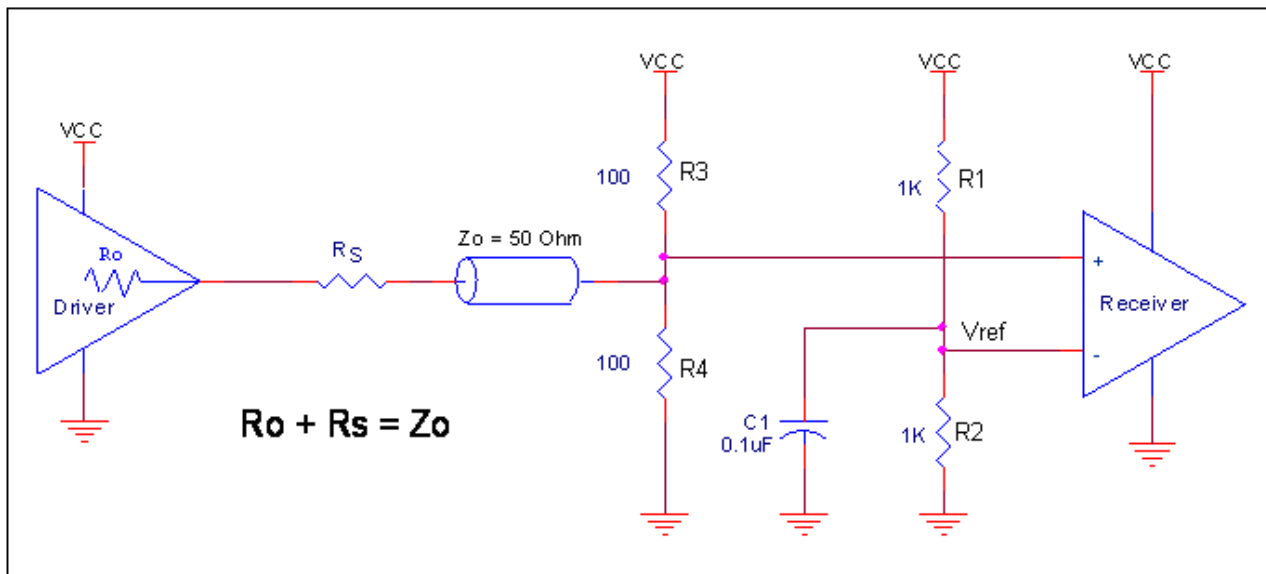 VCC
VCC
VCC
VCC
R3
100
R1
1K
Zo = 50 Ohm
Ro
RS
+
Driver
Receiver
Vref
-
R4
100
Ro + Rs = Zo
C1
0.1uF
R2
1K